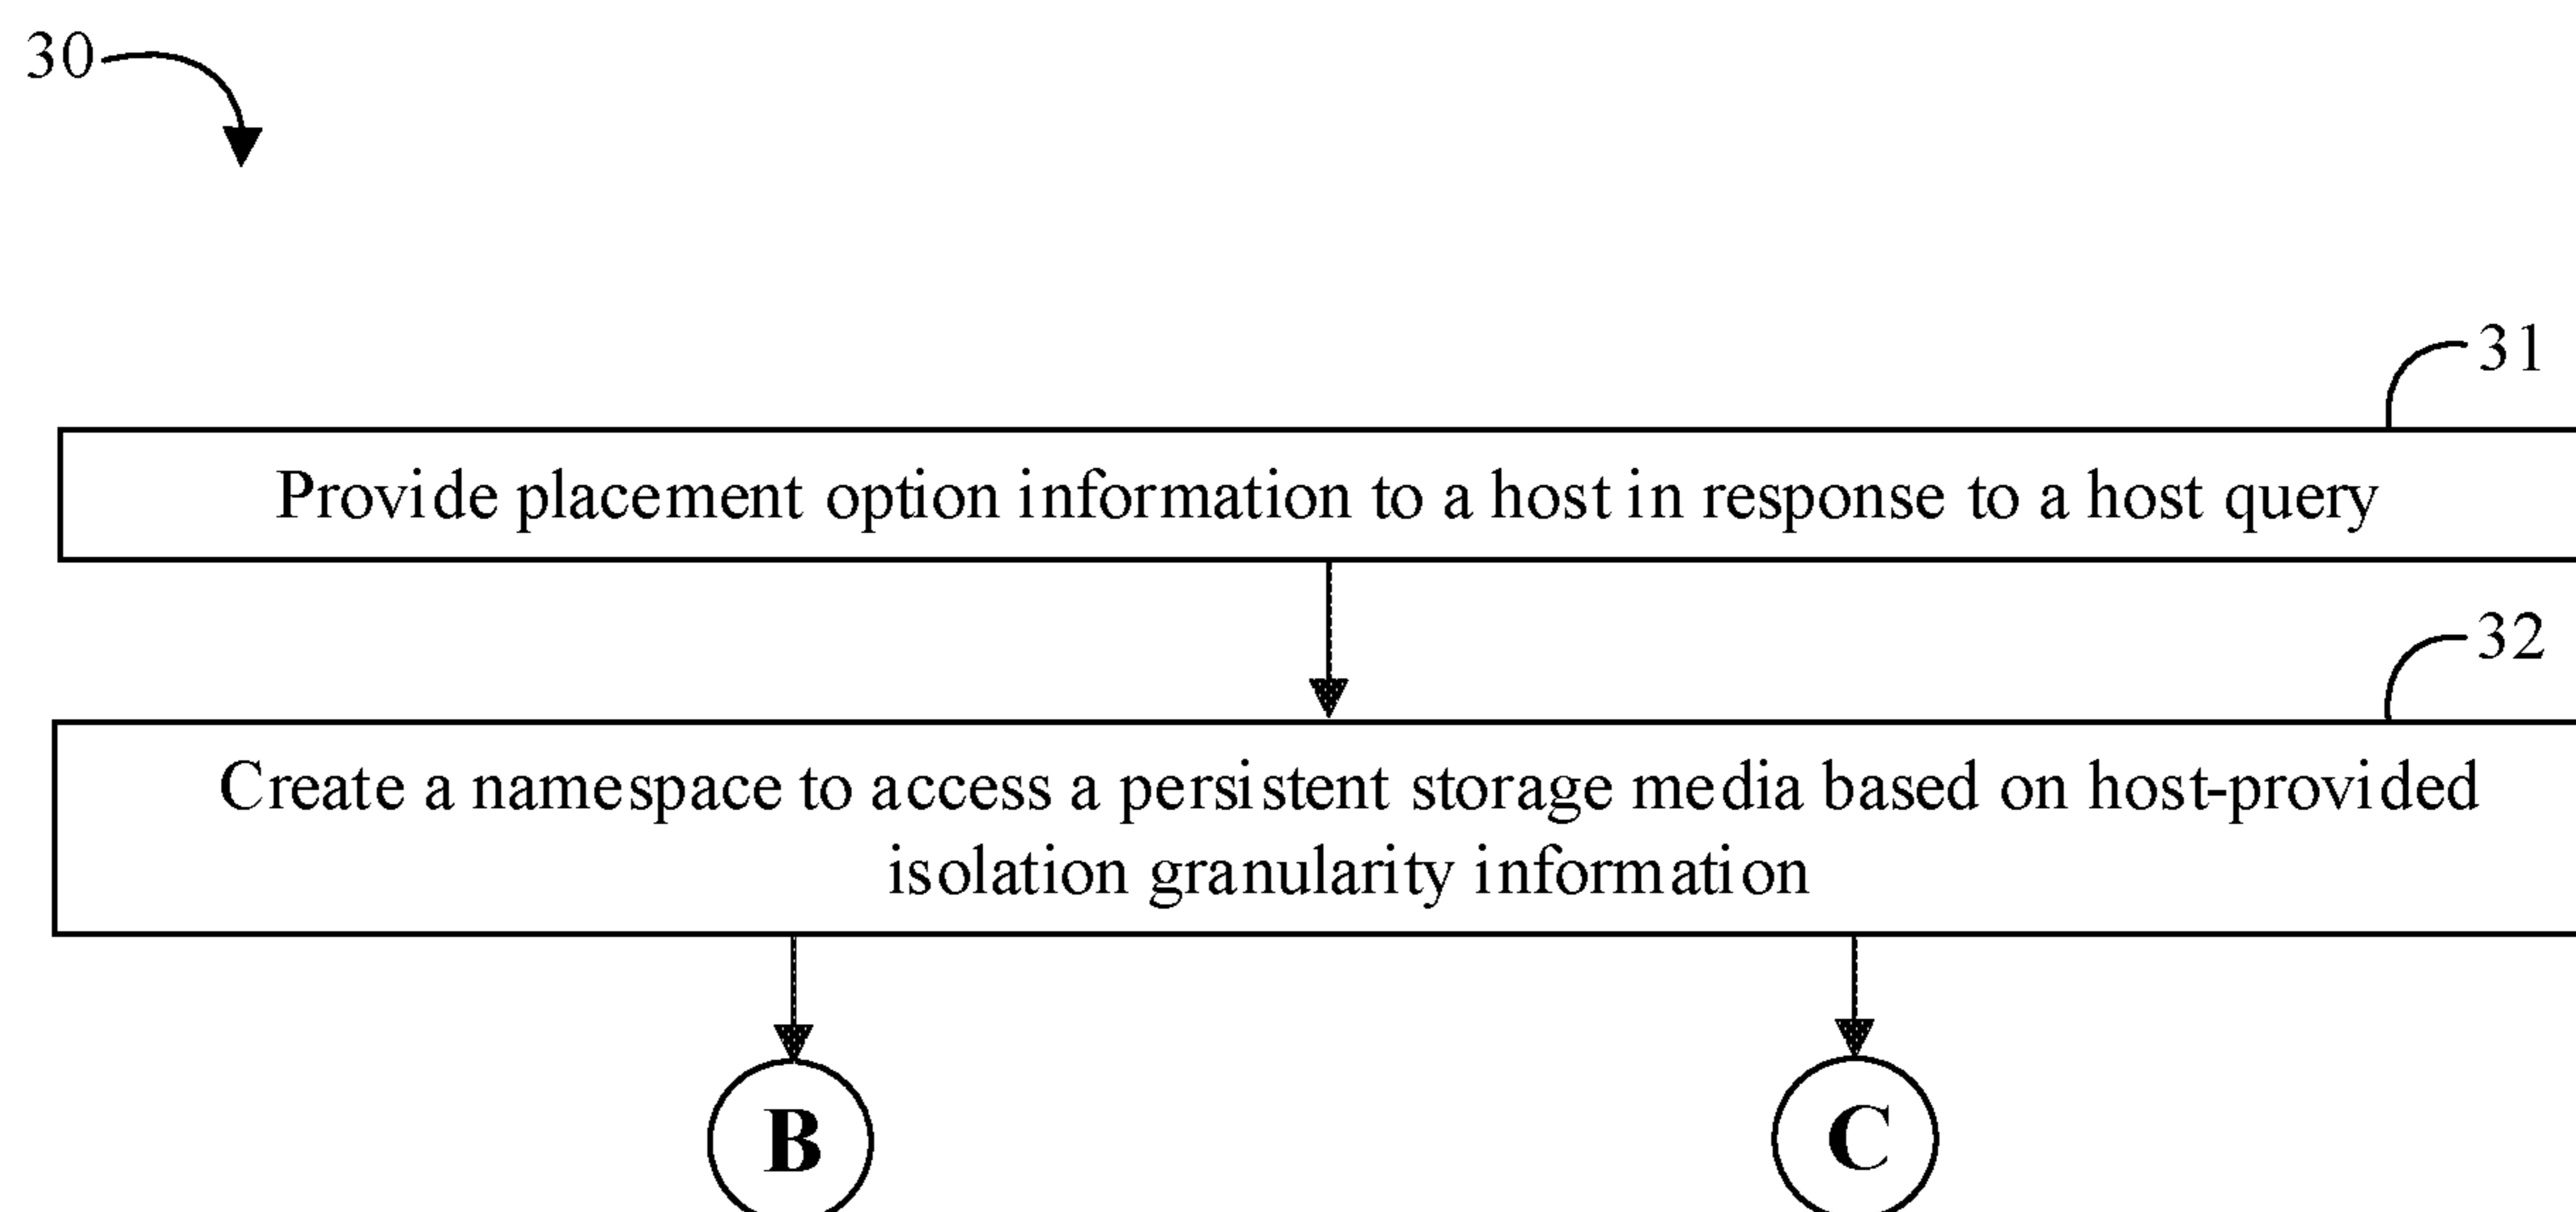 30
31
Provide placement option information to a host in response to a host query
32
Create a namespace to access a persistent storage media based on host-provided
isolation granularity information
B
C